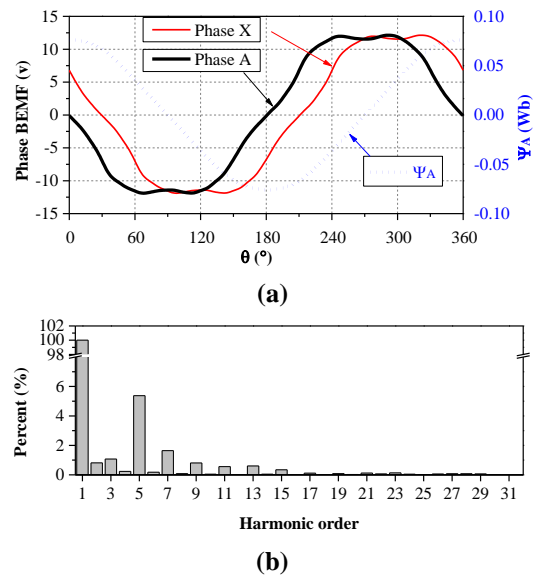 Phase BEMF (v)
15
10
5
0
-5
-10
-15
Phase X
Phase A
Ψ_A
0.10
0.05
0.00
-0.05
-0.10
Ψ_A (Wb)
0 60 120 180 240 300 360
θ (°)
(a)
Percent (%)
102
100
98
6
4
2
0
1 3 5 7 9 11 13 15 17 19 21 23 25 27 29 31
Harmonic order
(b)